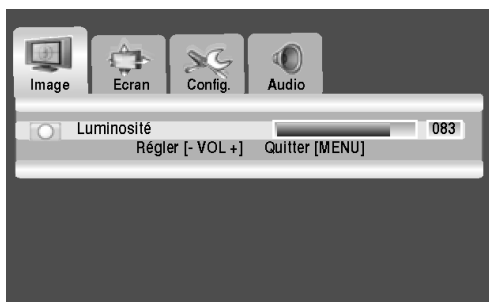 Image Ecran Config. Audio
Luminosité 083
Régler [- VOL +] Quitter [MENU]